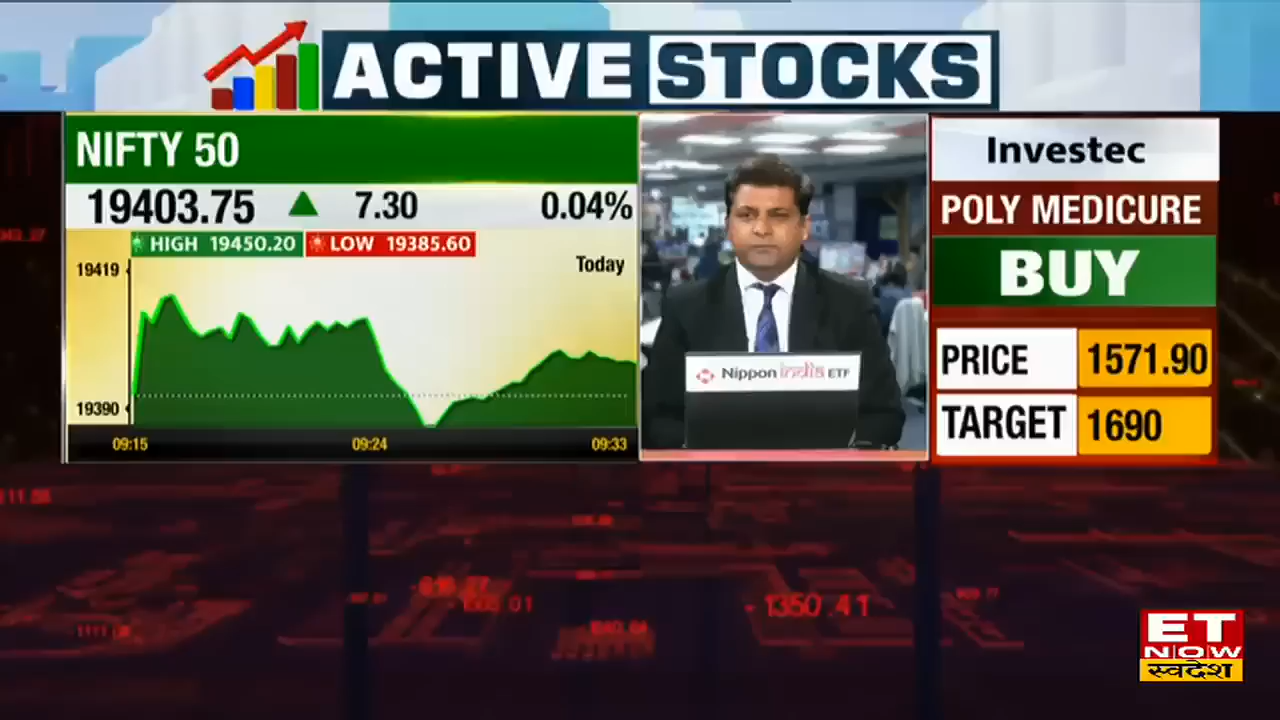 ACTIVE STOCKS
NIFTY 50
19403.75 ▲ 7.30 0.04%
HIGH 19450.20 LOW 19385.60
Today
19419
19390
09:15 09:24 09:33
Nippon india ETF
Investec
POLY MEDICURE
BUY
PRICE 1571.90
TARGET 1690
-1350.41
ET
NOW
स्वदेश